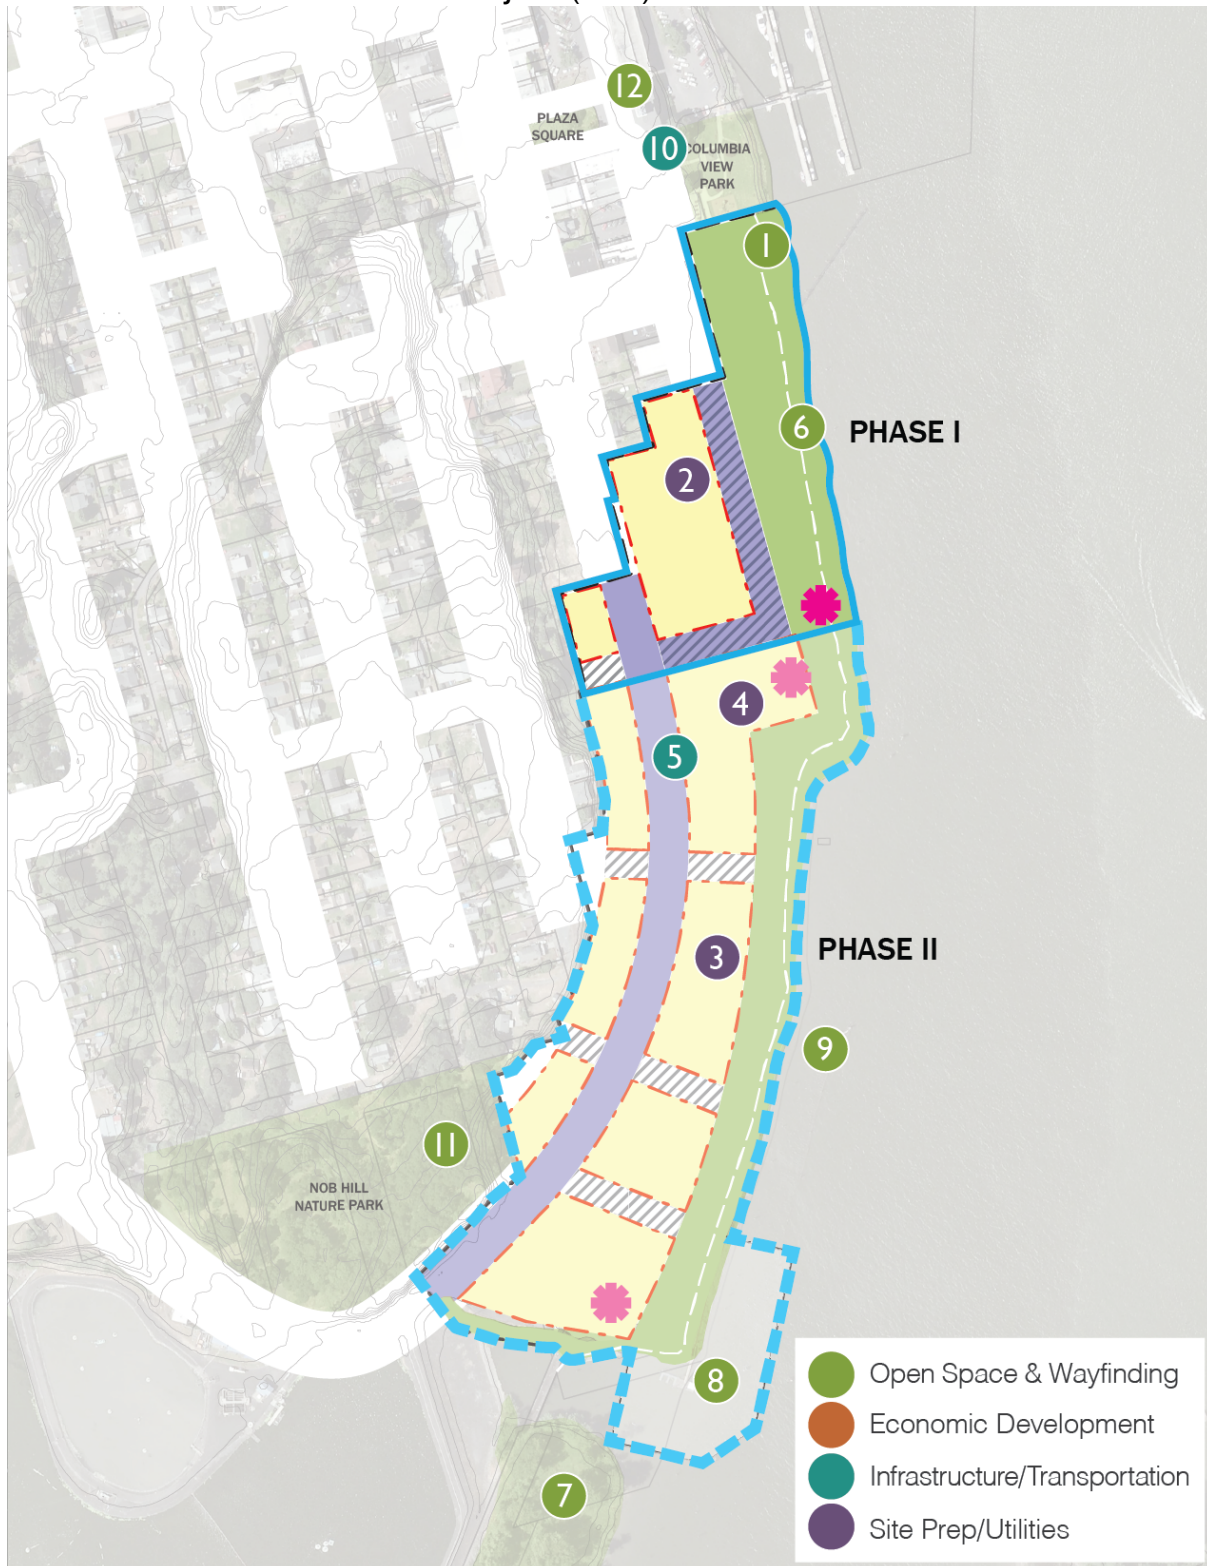 12
PLAZA
SQUARE
10
COLUMBIA
VIEW
PARK
1
6
PHASE I
2
4
5
3
PHASE II
9
11
NOB HILL
NATURE PARK
8
7
Open Space & Wayfinding
Economic Development
Infrastructure/Transportation
Site Prep/Utilities